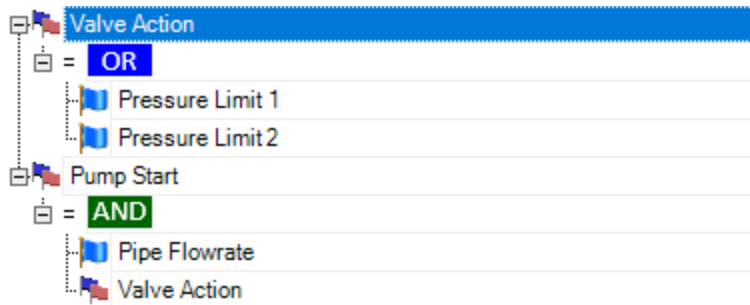 Valve Action
= OR
Pressure Limit 1
Pressure Limit 2
Pump Start
= AND
Pipe Flowrate
Valve Action